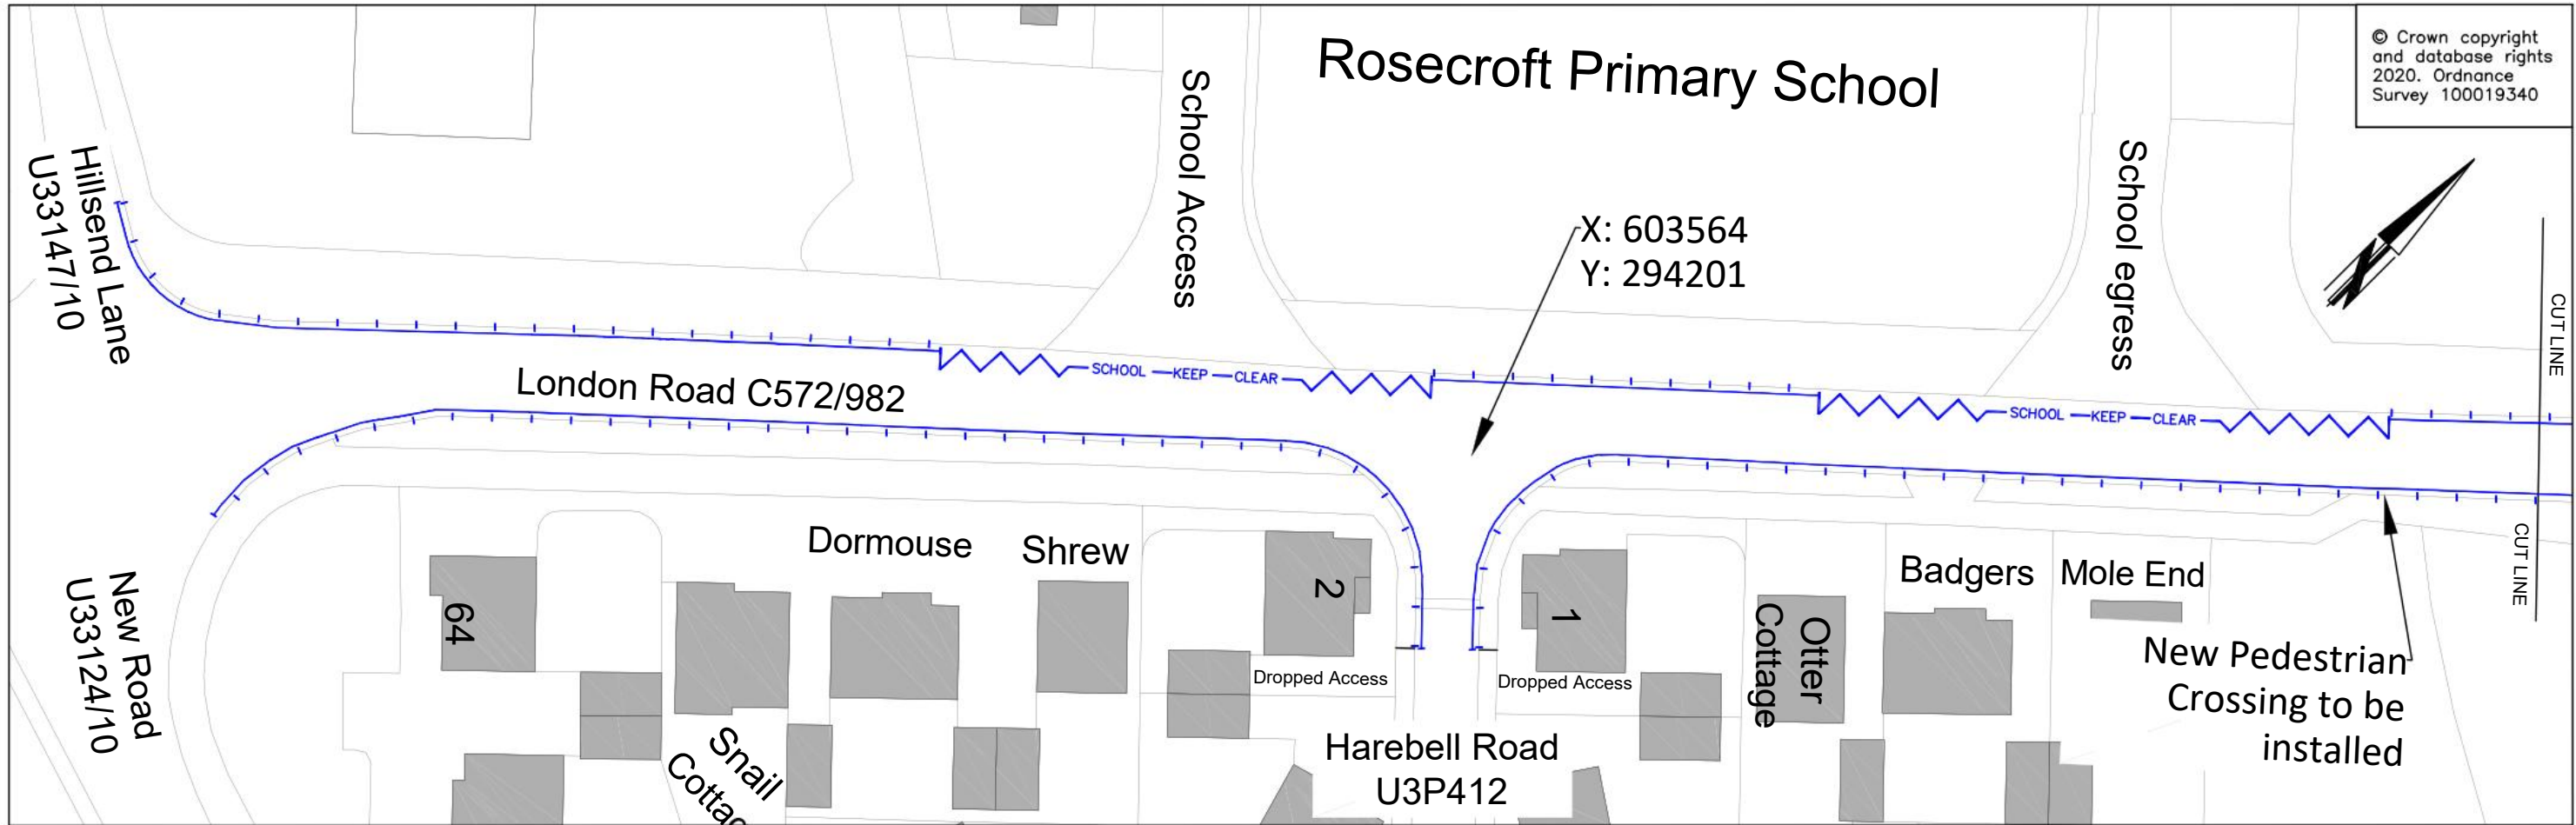 Rosecroft Primary School
© Crown copyright
and database rights
2020. Ordnance
Survey 100019340
School Access
School egress
Hillsend Lane
U33147/10
X: 603564
Y: 294201
N
CUT LINE
SCHOOL KEEP CLEAR
London Road C572/982
SCHOOL KEEP CLEAR
CUT LINE
Dormouse
Shrew
2
1
Badgers
Mole End
64
New Road
U33124/10
Otter
Cottage
New Pedestrian
Crossing to be
installed
Dropped Access
Dropped Access
Snail
Harebell Road
U3P412